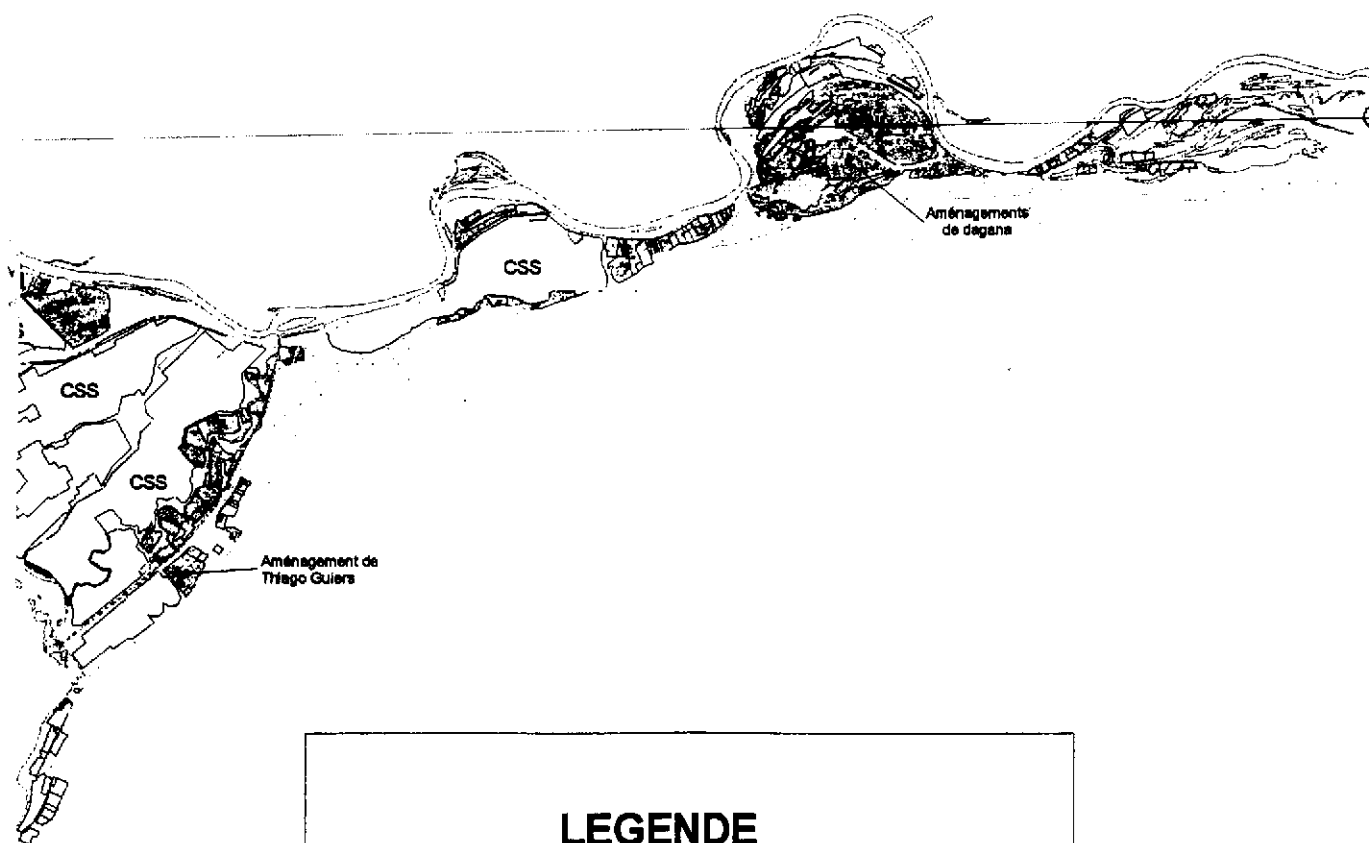 Aménagements
de dagana
CSS
CSS
CSS
Aménagement de
Thiago Guiers
LEGENDE